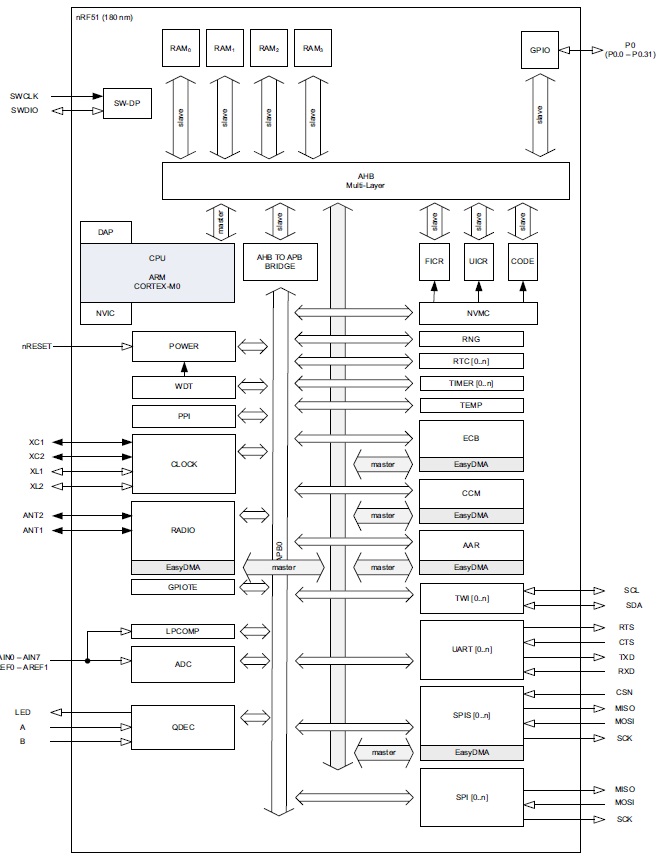 nRF51 (180 nm)
RAM0
RAM1
RAM2
RAM3
GPIO
P0
(P0.0 – P0.31)
SWCLK
SWDIO
SW-DP
slave
slave
slave
slave
slave
AHB
Multi-Layer
master
slave
slave
slave
slave
DAP
CPU
ARM
CORTEX-M0
NVIC
AHB TO APB
BRIDGE
FICR
UICR
CODE
NVMC
nRESET
POWER
RNG
RTC [0..n]
WDT
TIMER [0..n]
PPI
TEMP
XC1
XC2
XL1
XL2
CLOCK
ECB
master
EasyDMA
CCM
master
EasyDMA
ANT2
ANT1
RADIO
EasyDMA
APB0
master
AAR
master
EasyDMA
GPIOTE
TWI [0..n]
SCL
SDA
LPCOMP
AIN0 – AIN7
REF0 – AREF1
ADC
UART [0..n]
RTS
CTS
TXD
RXD
LED
A
B
QDEC
SPIS [0..n]
master
EasyDMA
CSN
MISO
MOSI
SCK
SPI [0..n]
MISO
MOSI
SCK